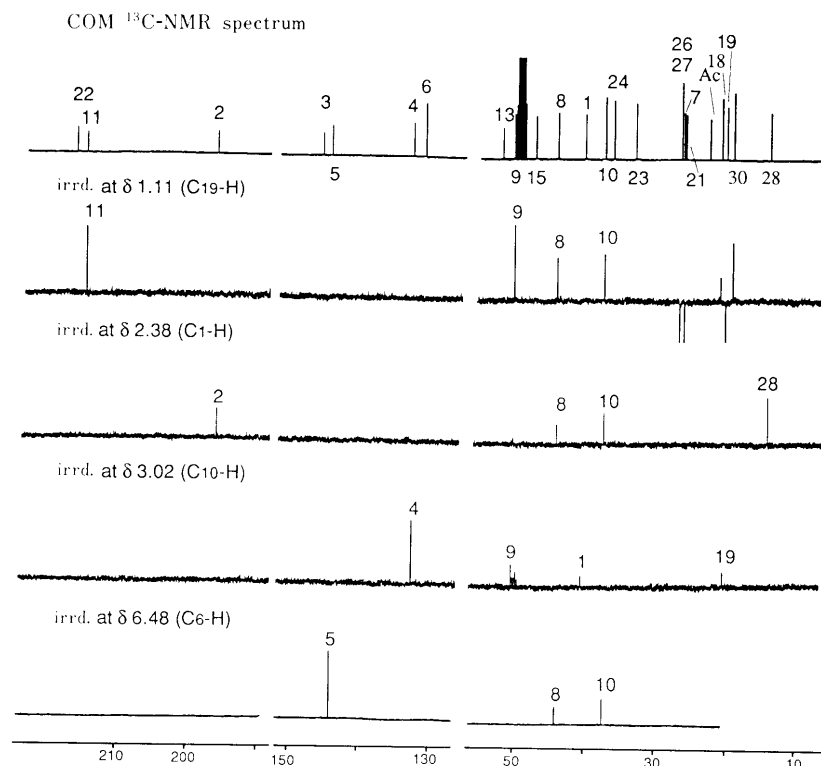 COM ¹³C-NMR spectrum
26 19
27 18
6 24 Ac
22 3 4 13 8 1 7
11 2
5 9 15 10 23 21 30 28
irrd. at δ 1.11 (C19-H)
11 9 8 10
irrd. at δ 2.38 (C1-H)
2 8 10 28
irrd. at δ 3.02 (C10-H)
4 9 1 19
irrd. at δ 6.48 (C6-H)
5 8 10
210 200 150 130 50 30 10